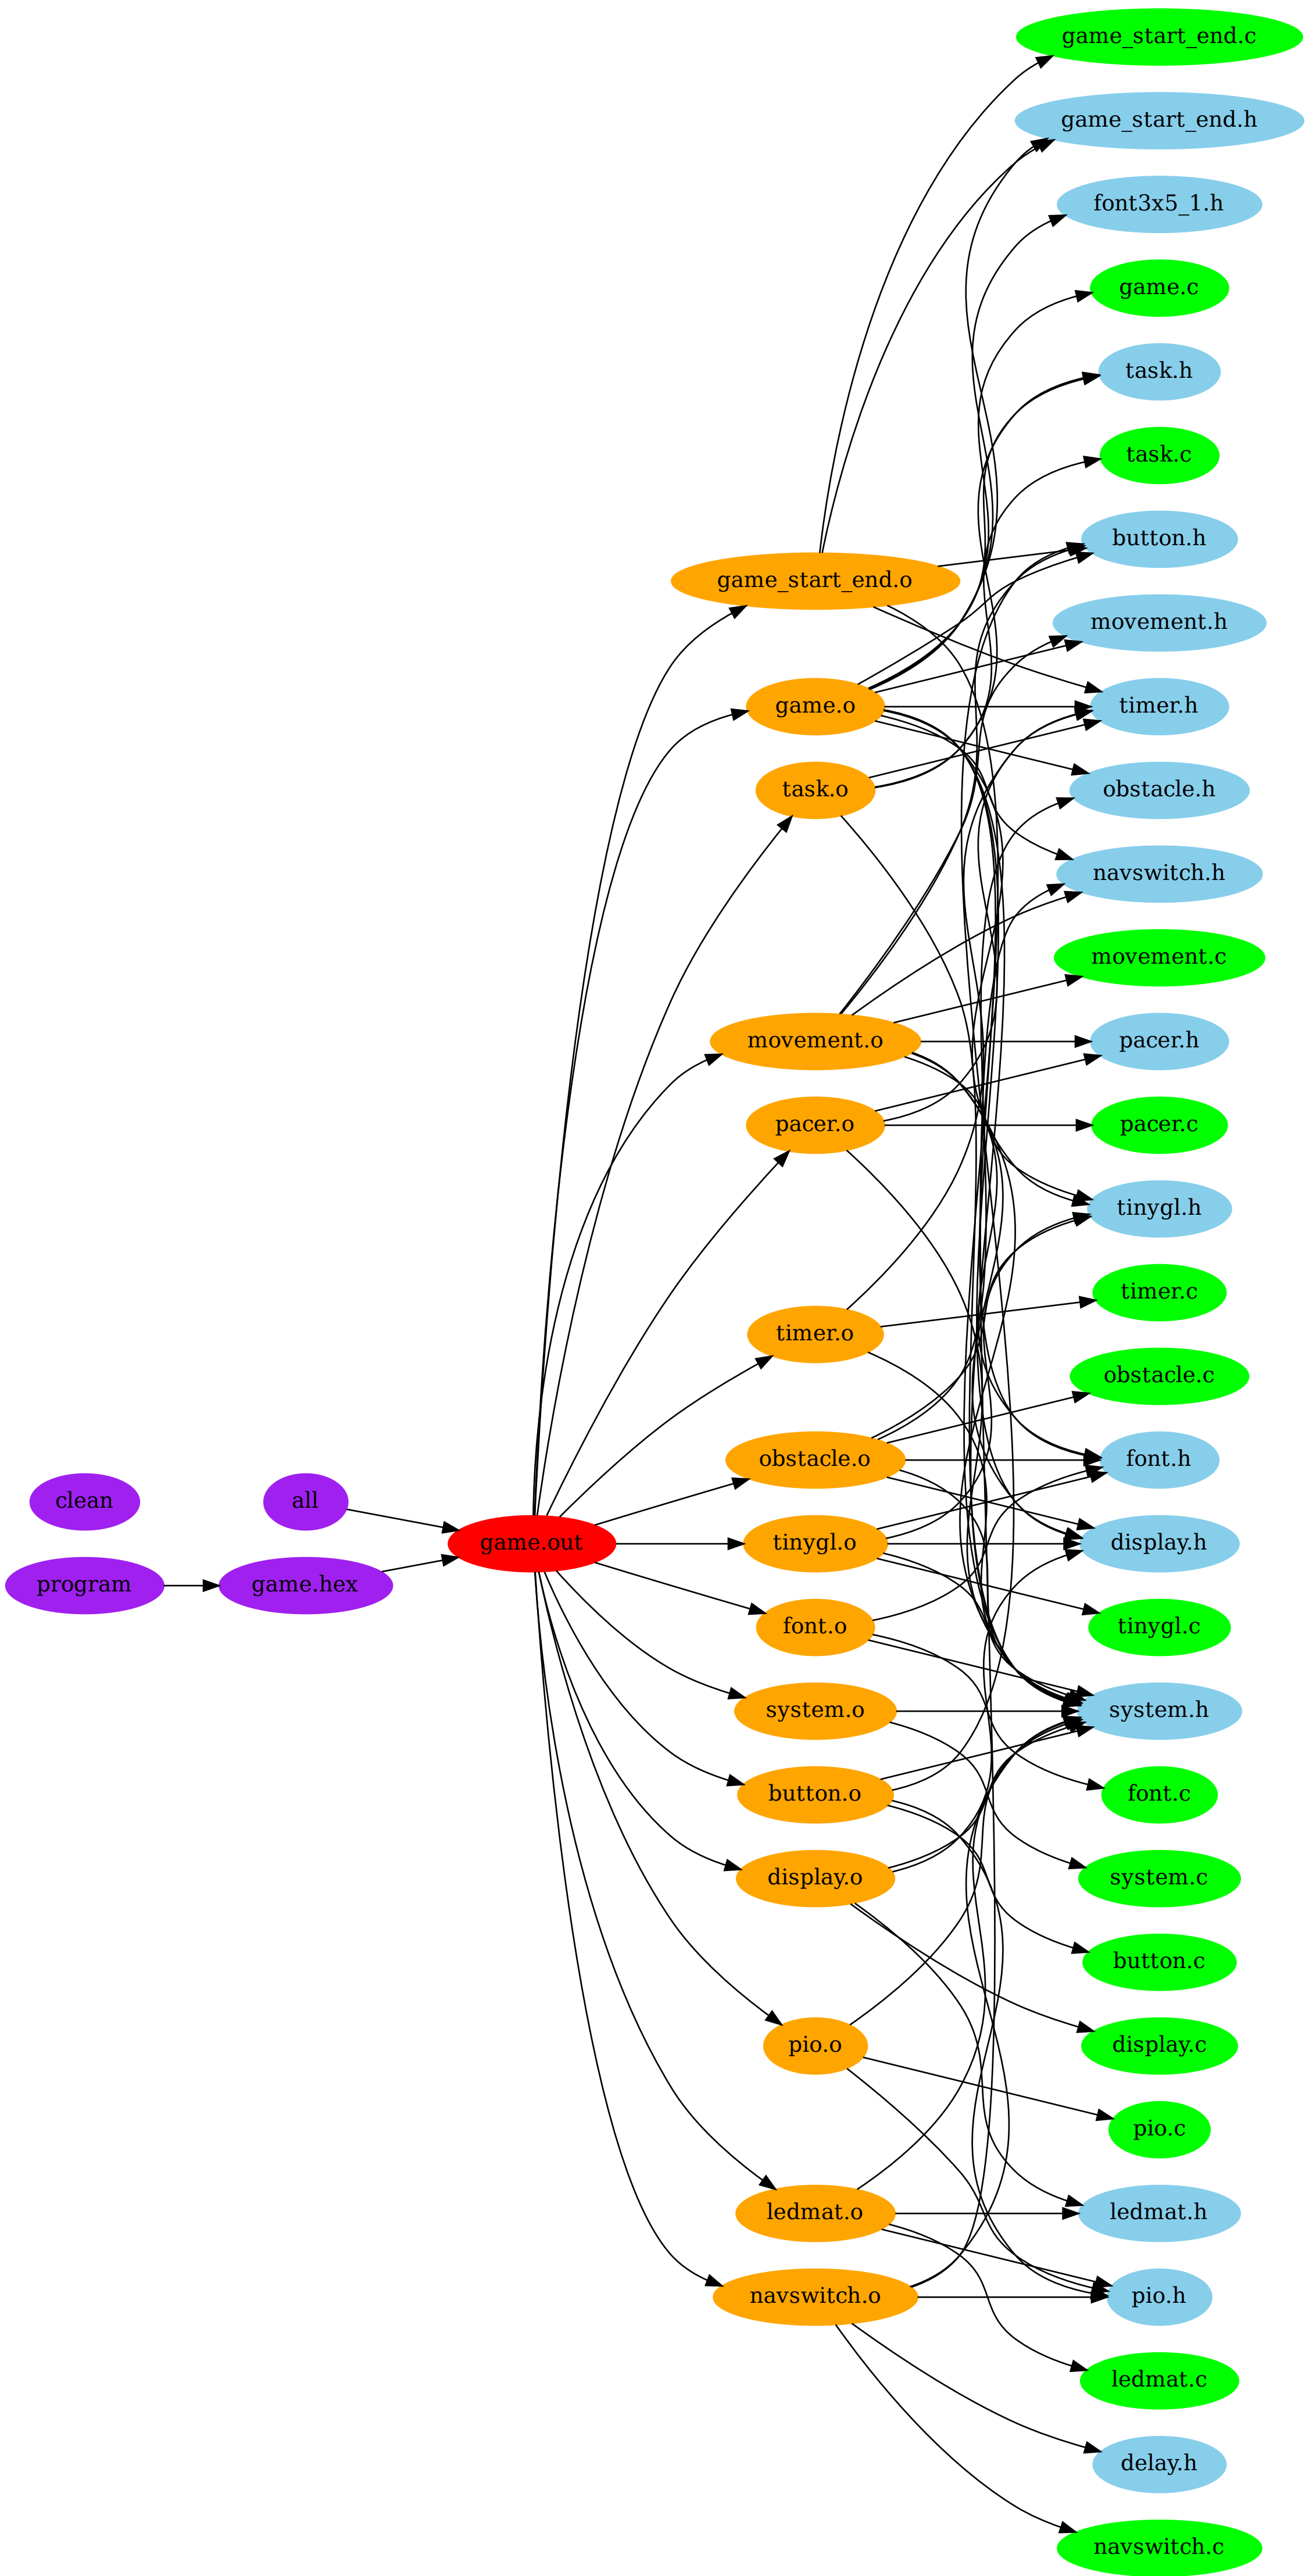 clean
program
all
game.hex
game.out
game_start_end.o
game.o
task.o
movement.o
pacer.o
timer.o
obstacle.o
tinygl.o
font.o
system.o
button.o
display.o
pio.o
ledmat.o
navswitch.o
game_start_end.c
game_start_end.h
font3x5_1.h
game.c
task.h
task.c
button.h
movement.h
timer.h
obstacle.h
navswitch.h
movement.c
pacer.h
pacer.c
tinygl.h
timer.c
obstacle.c
font.h
display.h
tinygl.c
system.h
font.c
system.c
button.c
display.c
pio.c
ledmat.h
pio.h
ledmat.c
delay.h
navswitch.c